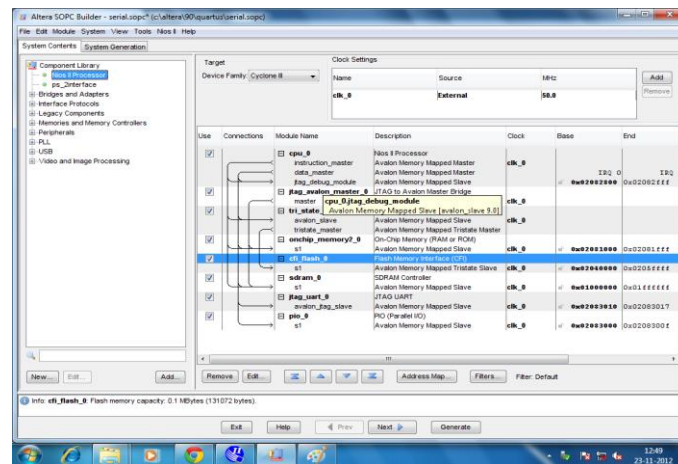 Altera SOPC Builder - serial.sopc* (c:\altera\90\quartus\serial.sopc)
File Edit Module System View Tools Nios II Help
System Contents System Generation
Component Library
Nios II Processor
ps_2interface
Bridges and Adapters
Interface Protocols
Legacy Components
Memories and Memory Controllers
Peripherals
PLL
USB
Video and Image Processing
New... Edit... Add...
Target
Device Family: Cyclone III
Clock Settings
Name Source MHz
clk_0 External 50.0
Add
Remove
Use Connections Module Name Description Clock Base End
cpu_0 Nios II Processor
instruction_master Avalon Memory Mapped Master clk_0
data_master Avalon Memory Mapped Master IRQ 0 IRQ
jtag_debug_module Avalon Memory Mapped Slave 0x02082800 0x02082fff
jtag_avalon_master_0 JTAG to Avalon Master Bridge
master clk_0
cpu_0.jtag_debug_module
Avalon Memory Mapped Slave [avalon_slave 9.0]
tri_state
avalon_slave Avalon Memory Mapped Slave clk_0
tristate_master Avalon Memory Mapped Tristate Master
onchip_memory2_0 On-Chip Memory (RAM or ROM)
s1 Avalon Memory Mapped Slave clk_0 0x02081000 0x02081fff
cfi_flash_0 Flash Memory Interface (CFI)
s1 Avalon Memory Mapped Tristate Slave clk_0 0x02040000 0x0205ffff
sdram_0 SDRAM Controller
s1 Avalon Memory Mapped Slave clk_0 0x01000000 0x01ffffff
jtag_uart_0 JTAG UART
avalon_jtag_slave Avalon Memory Mapped Slave clk_0 0x02083010 0x02083017
pio_0 PIO (Parallel I/O)
s1 Avalon Memory Mapped Slave clk_0 0x02083000 0x0208300f
Remove Edit... Address Map... Filters... Filter: Default
Info: cfi_flash_0: Flash memory capacity: 0.1 MBytes (131072 bytes).
Exit Help Prev Next Generate
12:49
23-11-2012